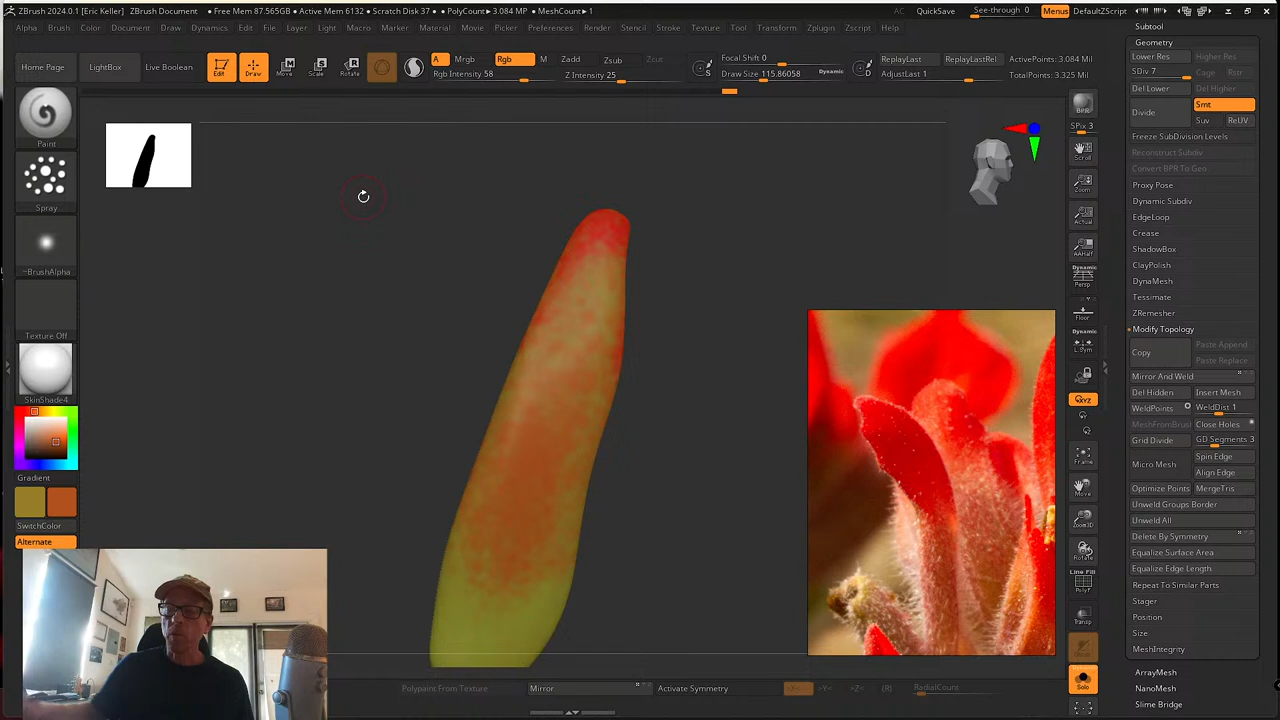 ZBrush 2024.0.1 [Eric Keller] ZBrush Document • Free Mem 87.565GB • Active Mem 6132 • Scratch Disk 37 • PolyCount▸3.084 MP • MeshCount▸1 AC QuickSave See-through 0 Menus DefaultZScript
Alpha Brush Color Document Draw Dynamics Edit File Layer Light Macro Marker Material Movie Picker Preferences Render Stencil Stroke Texture Tool Transform Zplugin Zscript Help
Home Page LightBox Live Boolean Edit Draw Move Scale Rotate
A Mrgb Rgb M Zadd Zsub Zcut
Rgb Intensity 58 Z Intensity 25
Focal Shift 0
Draw Size 115.86058 Dynamic
S
D
ReplayLast ReplayLastRel
AdjustLast 1
ActivePoints: 3.084 Mil
TotalPoints: 3.325 Mil
Paint
Spray
~BrushAlpha
Texture Off
SkinShade4
Gradient
SwitchColor
Alternate
BPR
SPix 3
Scroll
Zoom
Actual
AAHalf
Dynamic
Persp
Floor
Dynamic
L.Sym
XYZ
Frame
Move
Zoom3D
Rotate
Line Fill
PolyF
Transp
Solo
Subtool
Geometry
Lower Res Higher Res
SDiv 7 Cage Rstr
Del Lower Del Higher
Divide Smt
Suv ReUV
Freeze SubDivision Levels
Reconstruct Subdiv
Convert BPR To Geo
Proxy Pose
Dynamic Subdiv
EdgeLoop
Crease
ShadowBox
ClayPolish
DynaMesh
Tessimate
ZRemesher
Modify Topology
Copy Paste Append
Paste Replace
Mirror And Weld
Del Hidden Insert Mesh
WeldPoints WeldDist 1
MeshFromBrush Close Holes
Grid Divide GD Segments 3
Micro Mesh Spin Edge
Align Edge
Optimize Points MergeTris
Unweld Groups Border
Unweld All
Delete By Symmetry
Equalize Surface Area
Equalize Edge Length
Repeat To Similar Parts
Stager
Position
Size
MeshIntegrity
ArrayMesh
NanoMesh
Slime Bridge
Polypaint From Texture Mirror Activate Symmetry >X< >Y< >Z< (R) RadialCount